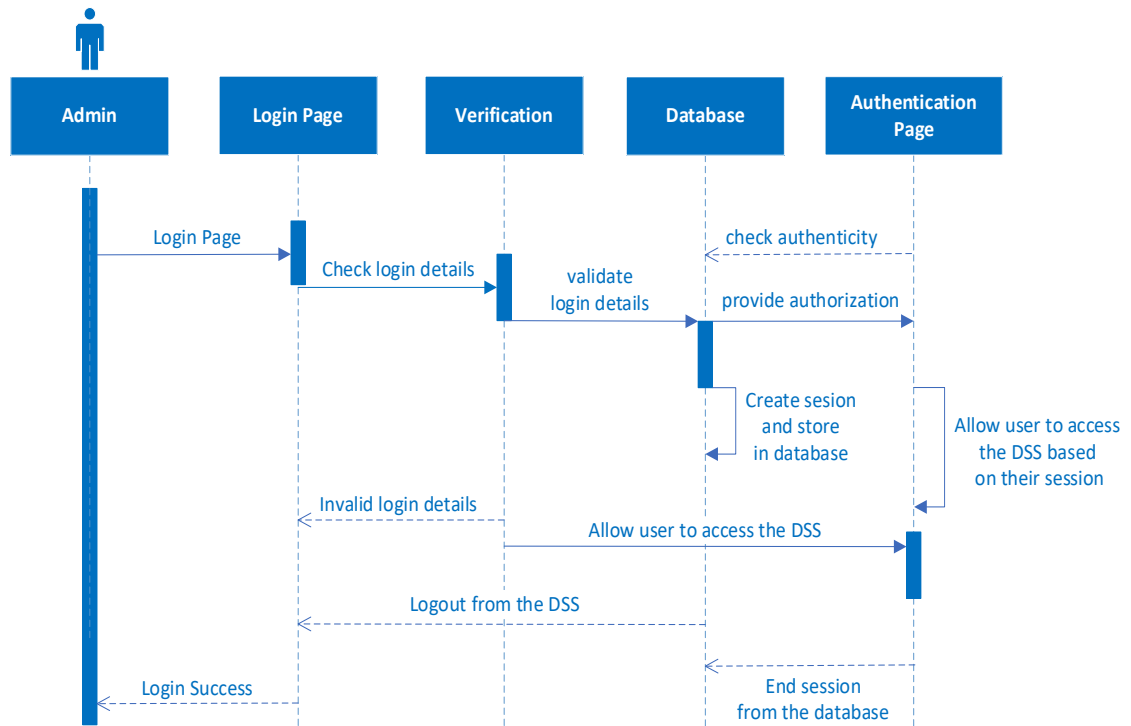 Admin
Login Page
Verification
Database
Authentication
Page
Login Page
check authenticity
Check login details
validate
login details
provide authorization
Create sesion
and store
in database
Allow user to access
the DSS based
on their session
Invalid login details
Allow user to access the DSS
Logout from the DSS
Login Success
End session
from the database